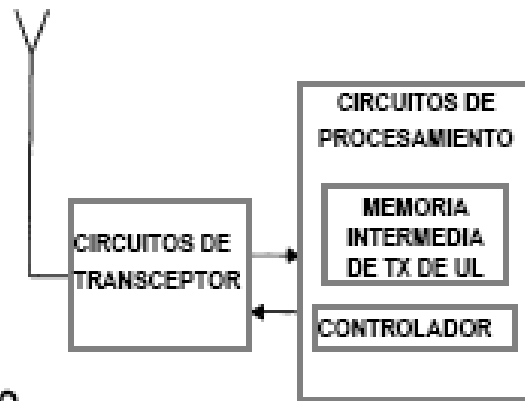 CIRCUITOS DE
PROCESAMIENTO
MEMORIA
INTERMEDIA
DE TX DE UL
CIRCUITOS DE
TRANSCEPTOR
CONTROLADOR